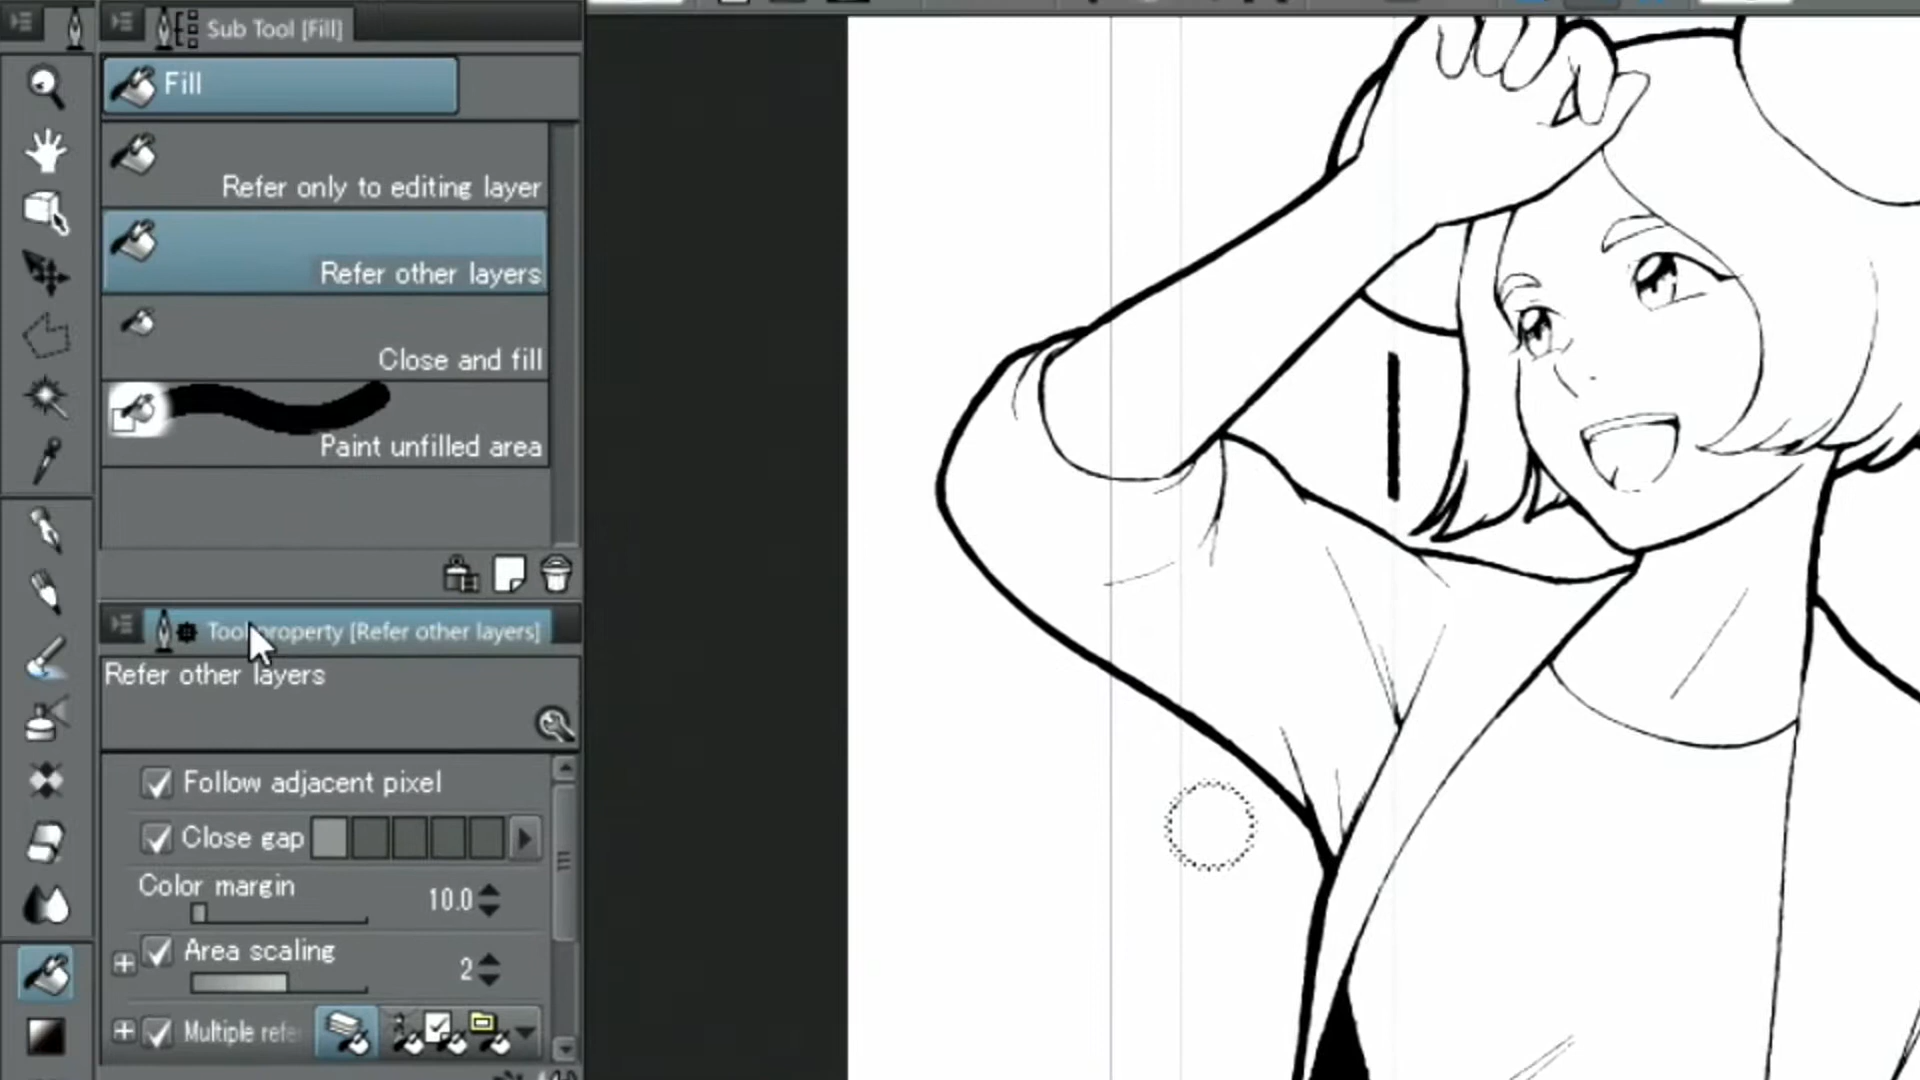 Sub Tool [Fill]
Fill
Refer only to editing layer
Refer other layers
Close and fill
Paint unfilled area
Tool property [Refer other layers]
Refer other layers
Follow adjacent pixel
Close gap
Color margin 10.0
Area scaling 2
Multiple refe